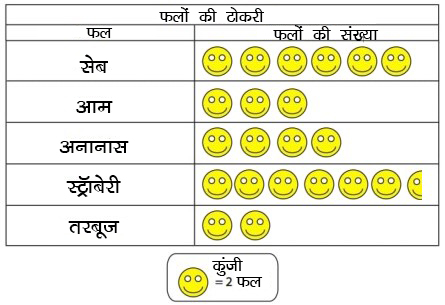 फलों की टोकरी
फल फलों की संख्या
सेब
आम
अनानास
स्ट्रॉबेरी
तरबूज
कुंजी
= 2 फल